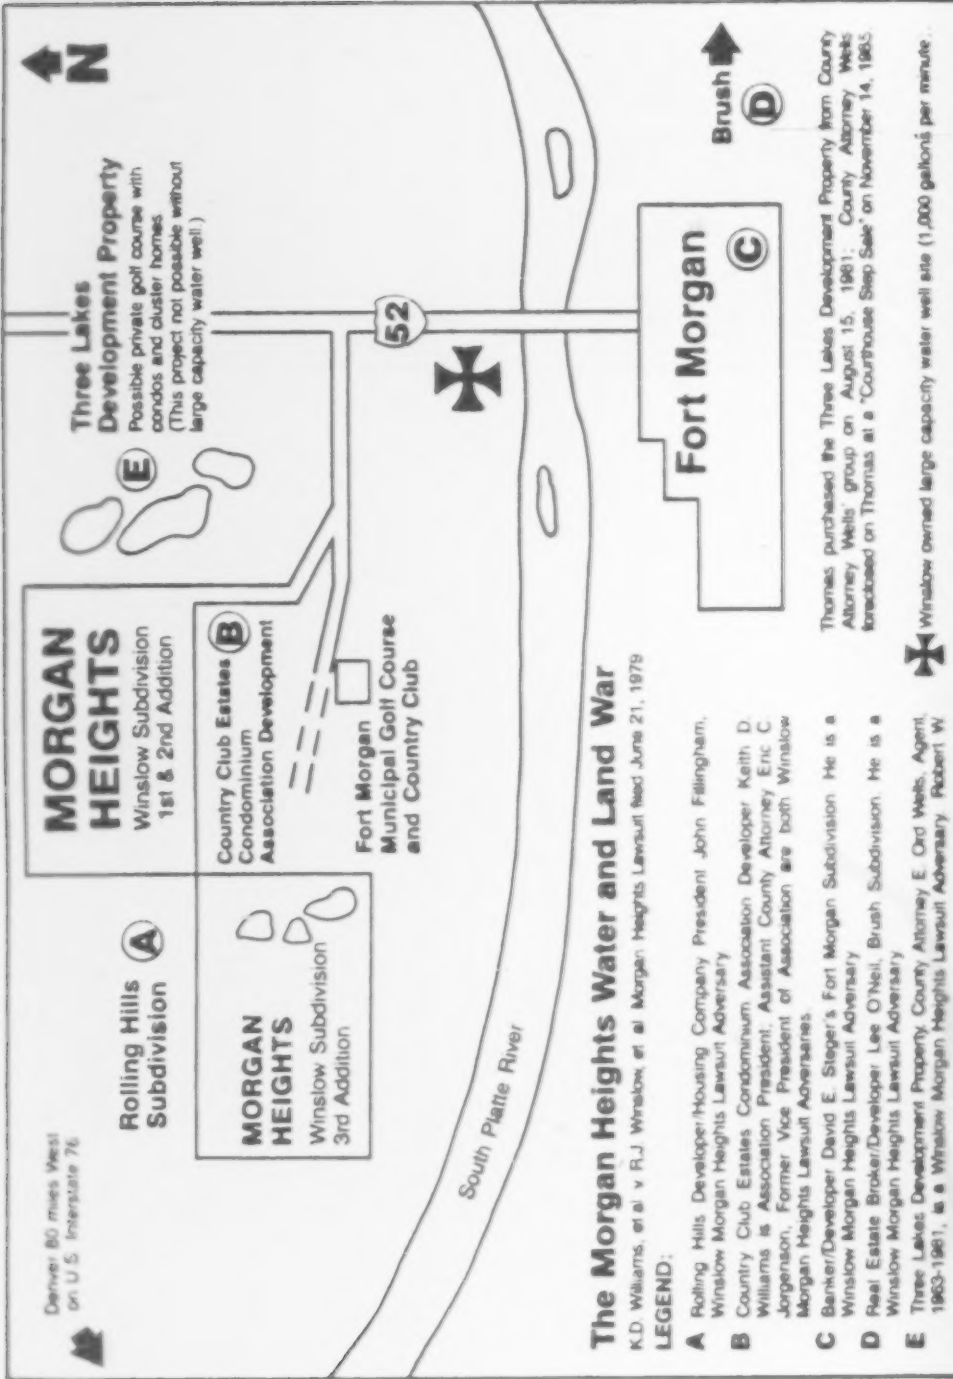 Denver 80 miles West
on U.S. Interstate 76
N
Rolling Hills
Subdivision
A
MORGAN
HEIGHTS
Winslow Subdivision
1st & 2nd Addition
Three Lakes
Development Property
Possible private golf course with
condos and cluster homes
(This project not possible without
large capacity water well.)
E
Country Club Estates
Condominium
Association Development
B
MORGAN
HEIGHTS
Winslow Subdivision
3rd Addition
Fort Morgan
Municipal Golf Course
and Country Club
52
South Platte River
Fort Morgan
C
Brush
D
The Morgan Heights Water and Land War
K.D. Williams, et al v R.J. Winslow, et al Morgan Heights Lawsuit filed June 21, 1979
LEGEND:
A Rolling Hills Developer/Housing Company President John Fillingham,
Winslow Morgan Heights Lawsuit Adversary
B Country Club Estates Condominium Association Developer Keith D.
Williams is Association President, Assistant County Attorney Eric C.
Jorgenson, Former Vice President of Association are both Winslow
Morgan Heights Lawsuit Adversaries.
C Banker/Developer David E. Steger's Fort Morgan Subdivision He is a
Winslow Morgan Heights Lawsuit Adversary
D Real Estate Broker/Developer Lee O'Neil, Brush Subdivision. He is a
Winslow Morgan Heights Lawsuit Adversary
E Three Lakes Development Property. County Attorney E. Ord Wells, Agent,
1963-1981, is a Winslow Morgan Heights Lawsuit Adversary. Robert W.
Thomas purchased the Three Lakes Development Property from County
Attorney Wells' group on August 15, 1981; County Attorney Wells
foreclosed on Thomas at a "Courthouse Step Sale" on November 14, 1985.
Winslow owned large capacity water well site (1,000 gallons per minute..